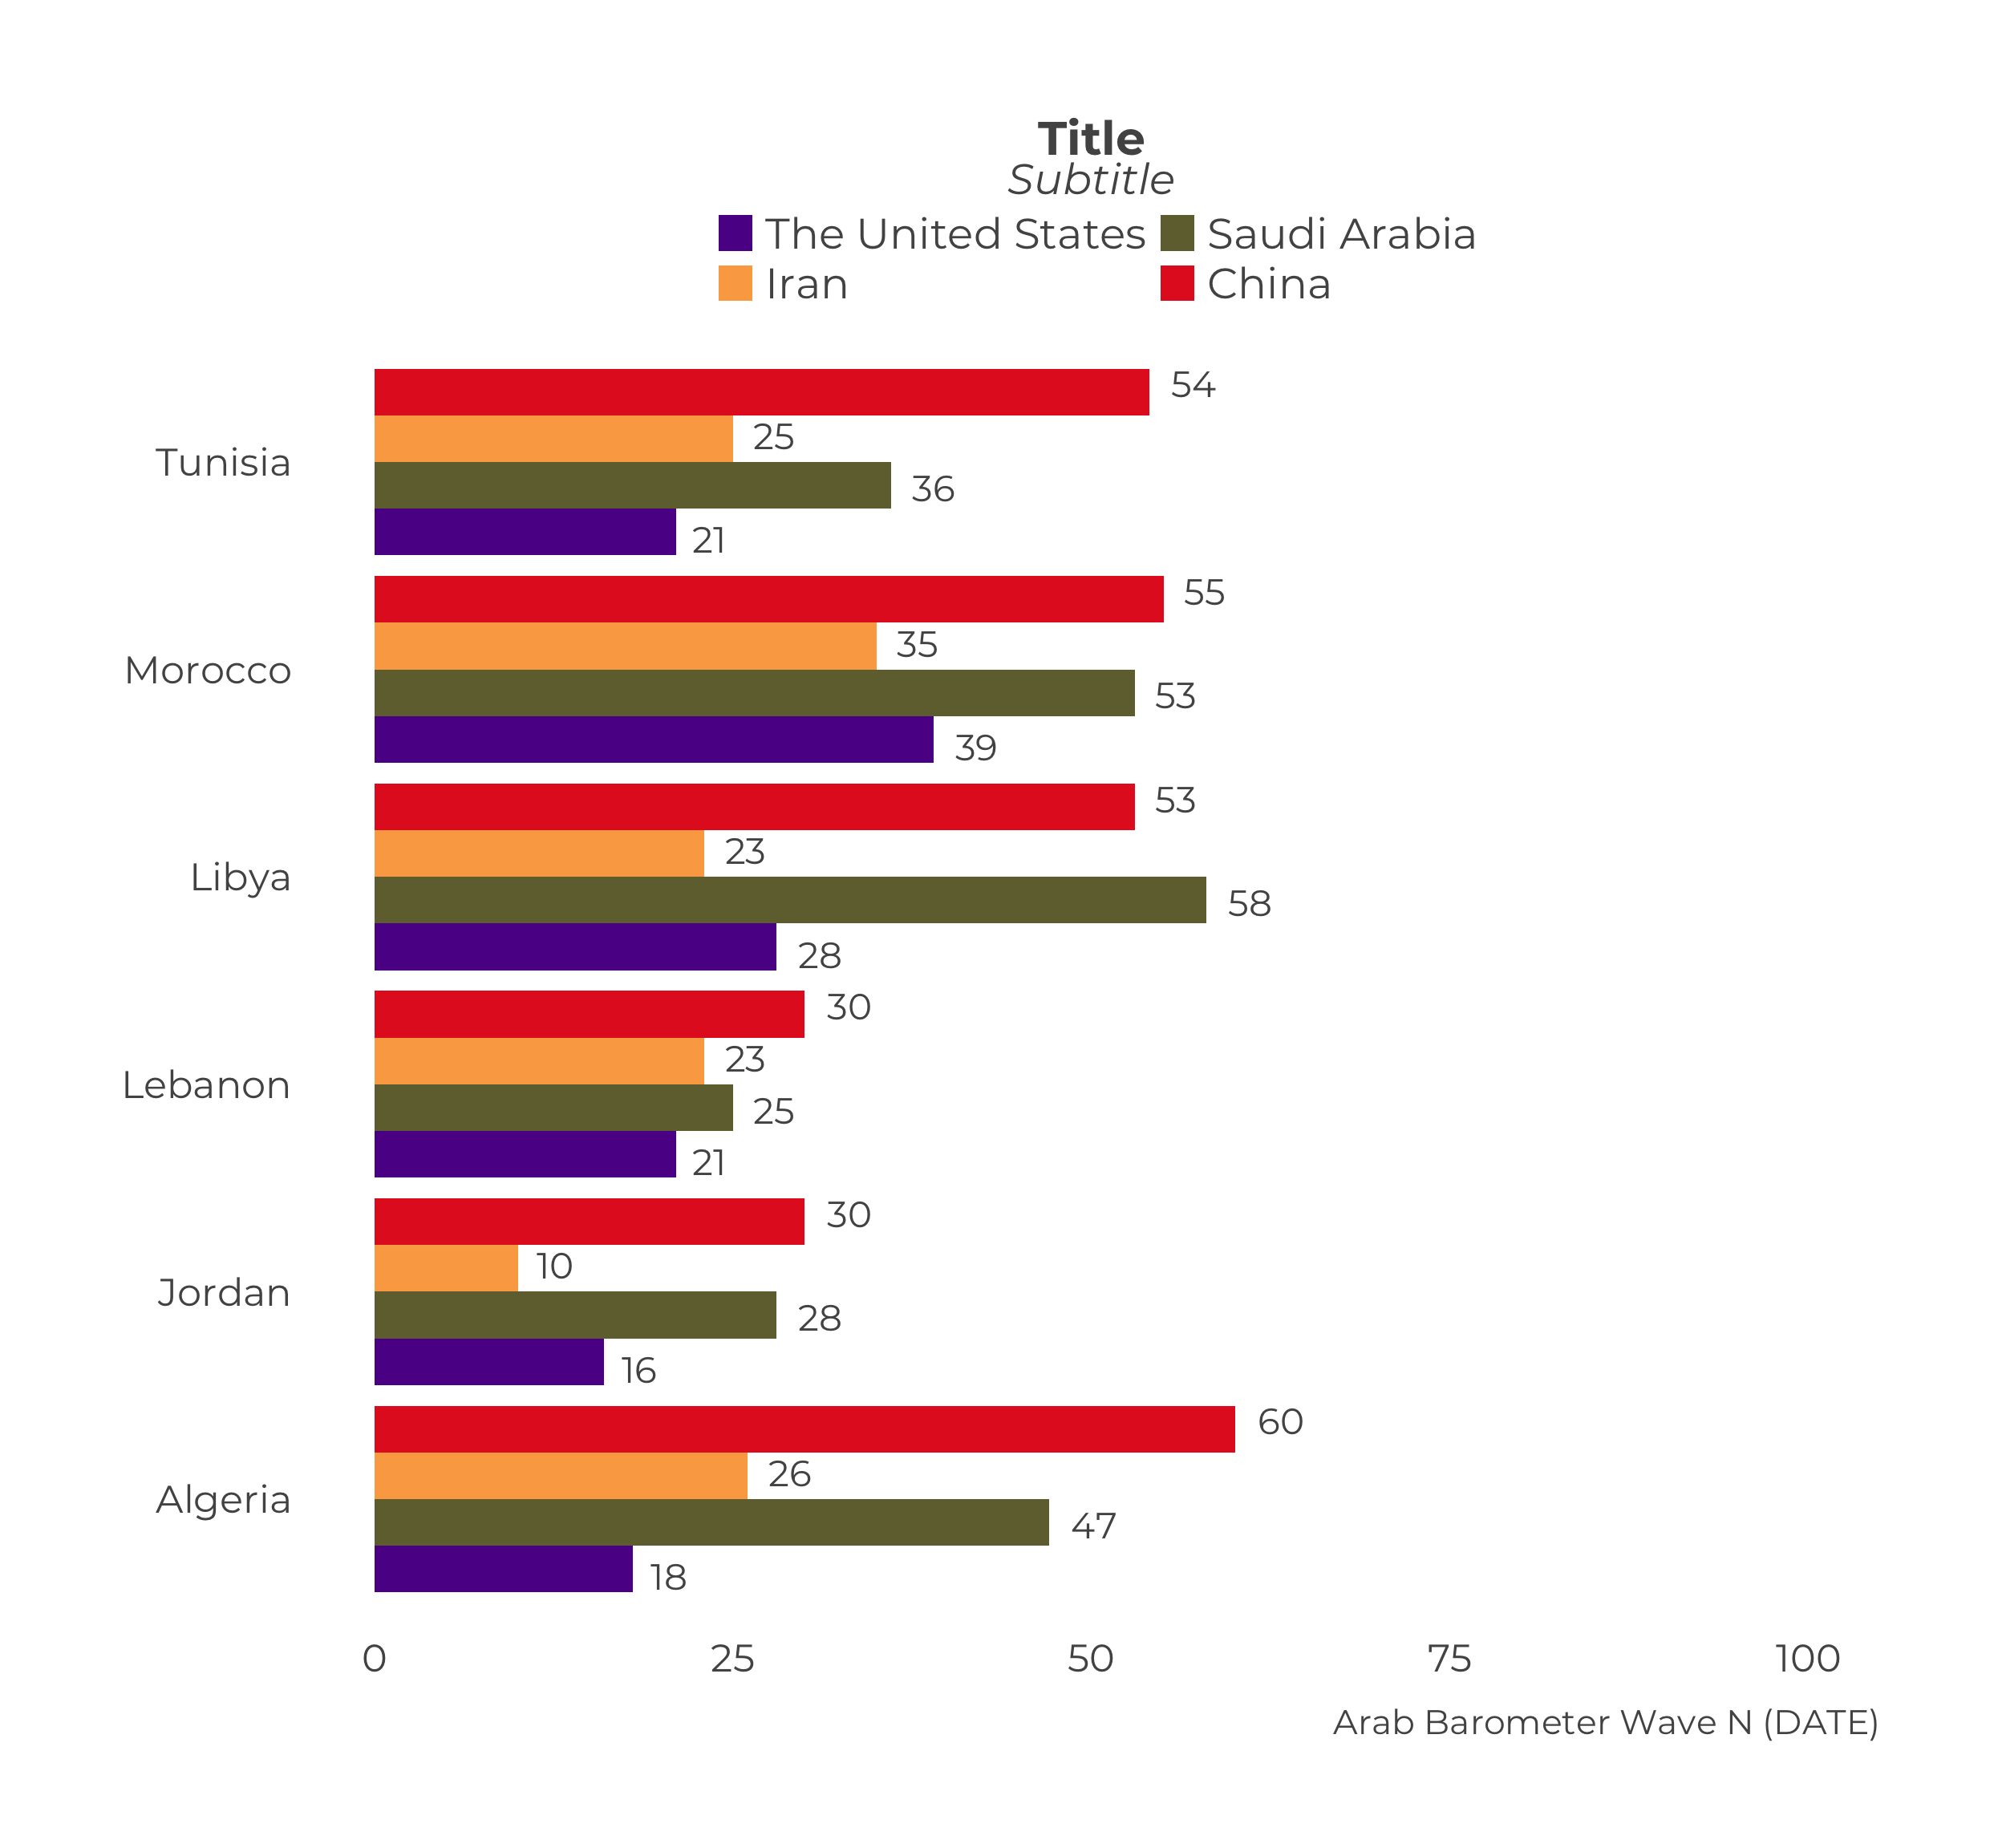 Title
Subtitle
The United States Saudi Arabia
Iran China
54
25
Tunisia
36
21
55
35
Morocco
53
39
53
23
Libya
58
28
30
23
Lebanon
25
21
30
10
Jordan
28
16
60
26
Algeria
47
18
0 25 50 75 100
Arab Barometer Wave N (DATE)